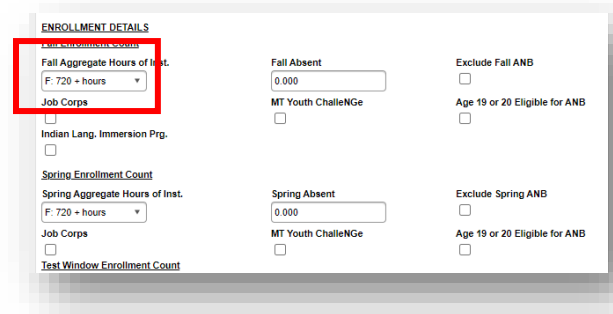 ENROLLMENT DETAILS
Fall Enrollment Count
Fall Aggregate Hours of Inst. Fall Absent Exclude Fall ANB
F: 720 + hours 0.000
Job Corps MT Youth ChalleNGe Age 19 or 20 Eligible for ANB
Indian Lang. Immersion Prg.
Spring Enrollment Count
Spring Aggregate Hours of Inst. Spring Absent Exclude Spring ANB
F: 720 + hours 0.000
Job Corps MT Youth ChalleNGe Age 19 or 20 Eligible for ANB
Test Window Enrollment Count